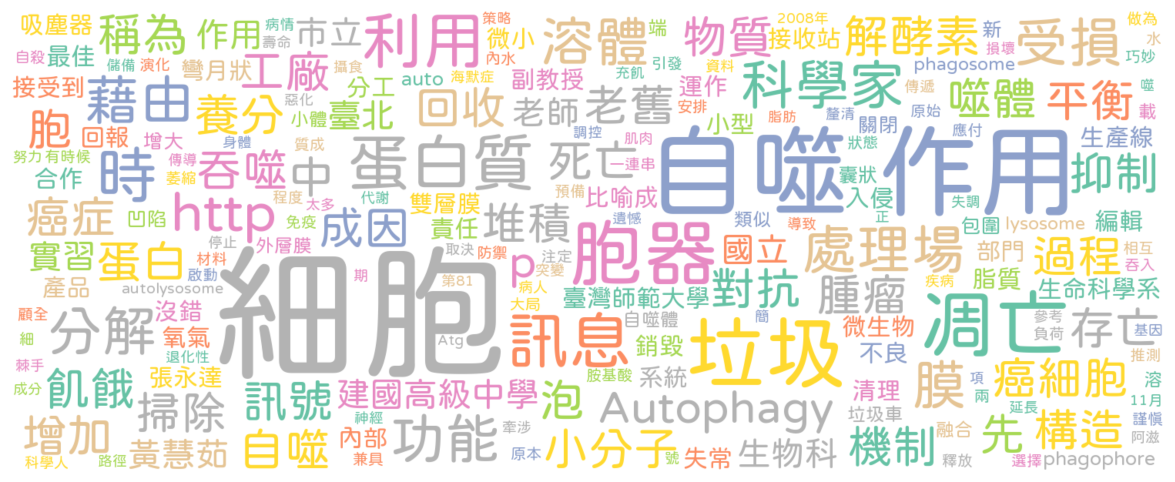 吸塵器 稱為 作用 病情 壽命 市立 利用 策略 微小 溶體 端 物質 2008年 接收站 解酵素 新 受損 做為 水
自殺 最佳 儲備 演化 彎月狀 工廠 攝食 內水 充飢 引發 資料 運作 phagosome 損壞 巧妙
接受到 藉由 養分 惡化 小體 分工 auto 海默症 副教授 回收 老師 老舊 安排 脂肪 科學家 傳遞 噬體 平衡 噬 載
胞 回報 增大 身體 臺北 質成 調控 肌肉 小型 釐清 關閉 原始 應付 生產線
努力 有時候 合作 時 傳導 萎縮 吞噬 中 蛋白質 死亡 一連串 狀態 自噬作用 抑制
癌症 凹陷 http 程度 太多 代謝 雙層膜 預備 比喻成 遺憾 類似 導致 囊狀 入侵 正 失調 包圍 lysosome 編輯
免疫 成因 責任 堆積 國立 處理場 部門 過程 相互 吞入
實習 蛋白 停止 材料 外層膜 取決 防禦 注定 p 胞器 對抗 腫瘤 疾病 脂質 生命科學系
產品 autolysosome 啟動 期 細胞 第81 突變 病人 大局 臺灣師範大學 簡 凋亡 參考 負荷 存亡 基因
顧全 細 分解 沒錯 氧氣 Atg 訊息 自噬體 銷毀 垃圾 微生物 不良 推測
棘手 成分 飢餓 退化性 張永達 訊號 建國高級中學 泡 胺基酸 系統 清理 膜 項 兩 癌細胞 溶 11月
增加 掃除 神經 牽涉 Autophagy 垃圾車 延長 謹慎
科學人 路徑 黃慧茹 自噬 內部 兼具 功能 原本 小分子 號 失常 生物科 機制 融合 釋放 先 選擇 構造 阿滋 phagophore